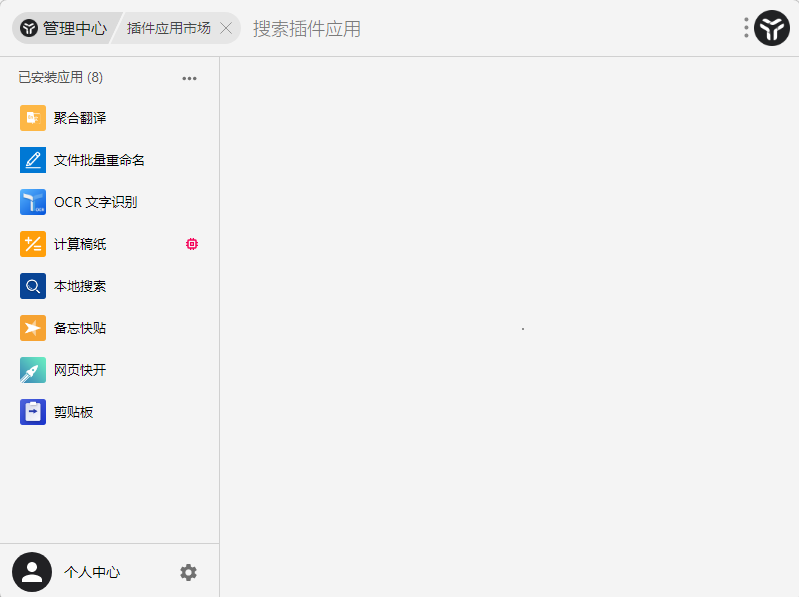 管理中心 插件应用市场 搜索插件应用
已安装应用 (8)
聚合翻译
文件批量重命名
OCR 文字识别
计算稿纸
本地搜索
备忘快贴
网页快开
剪贴板
个人中心